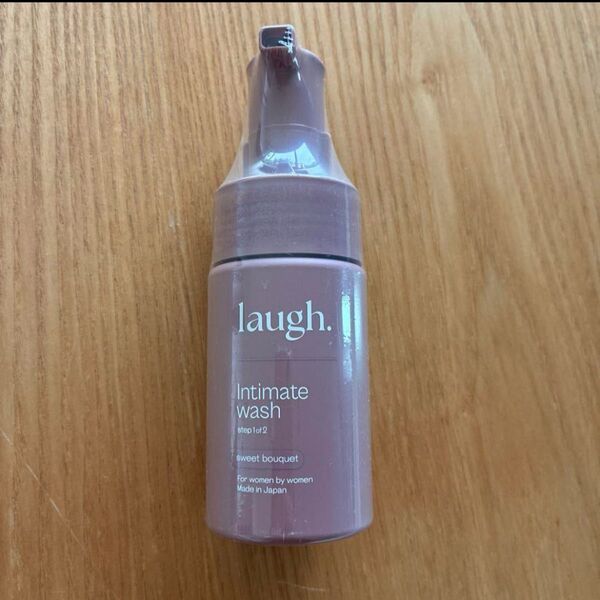 laugh.
Intimate
wash
step 1 of 2
sweet bouquet
For women by women
Made in Japan